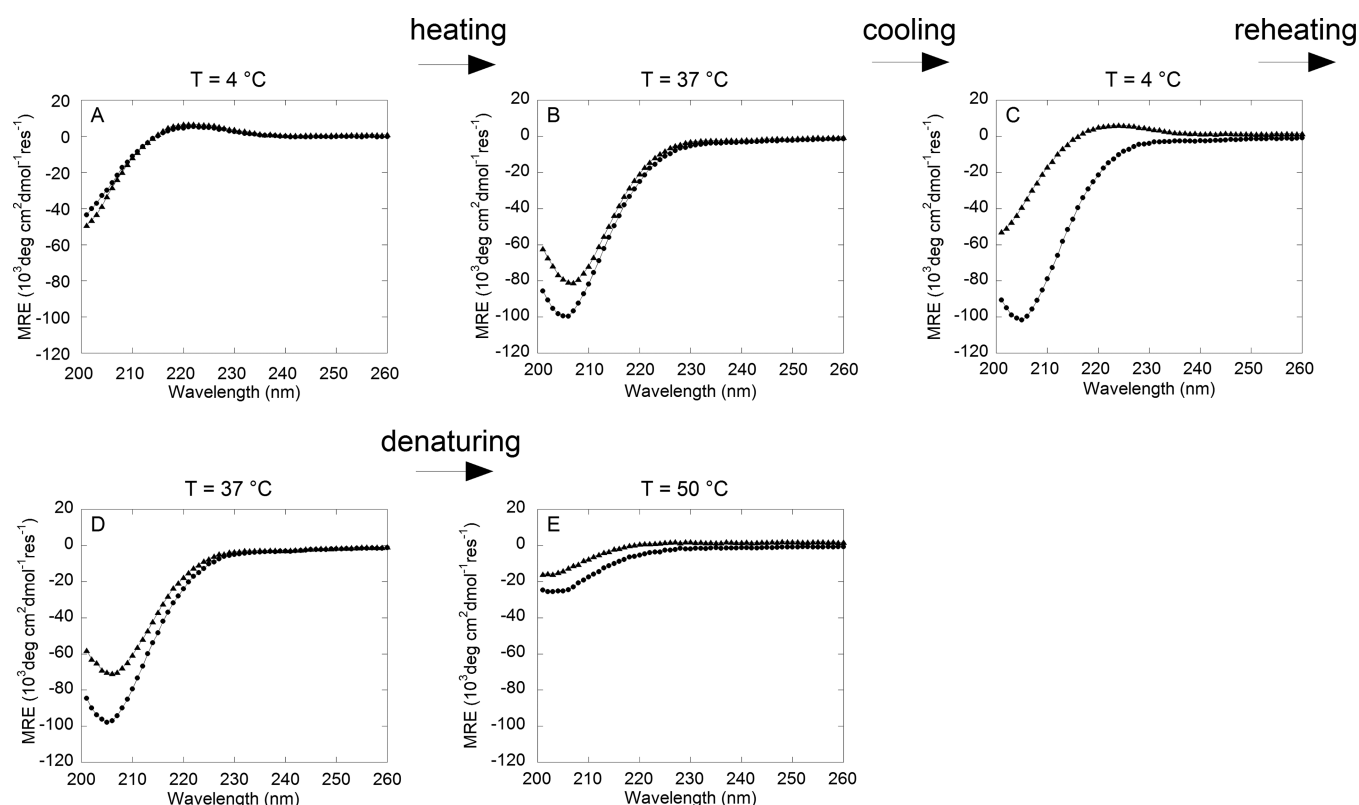 heating
cooling
reheating
T = 4 °C
T = 37 °C
T = 4 °C
A
20
0
-20
-40
-60
-80
-100
-120
MRE (10³deg cm²dmol⁻¹res⁻¹)
200 210 220 230 240 250 260
Wavelength (nm)
B
20
0
-20
-40
-60
-80
-100
-120
MRE (10³deg cm²dmol⁻¹res⁻¹)
200 210 220 230 240 250 260
Wavelength (nm)
C
20
0
-20
-40
-60
-80
-100
-120
MRE (10³deg cm²dmol⁻¹res⁻¹)
200 210 220 230 240 250 260
Wavelength (nm)
denaturing
T = 37 °C
T = 50 °C
D
20
0
-20
-40
-60
-80
-100
-120
MRE (10³deg cm²dmol⁻¹res⁻¹)
200 210 220 230 240 250 260
Wavelength (nm)
E
20
0
-20
-40
-60
-80
-100
-120
MRE (10³deg cm²dmol⁻¹res⁻¹)
200 210 220 230 240 250 260
Wavelength (nm)